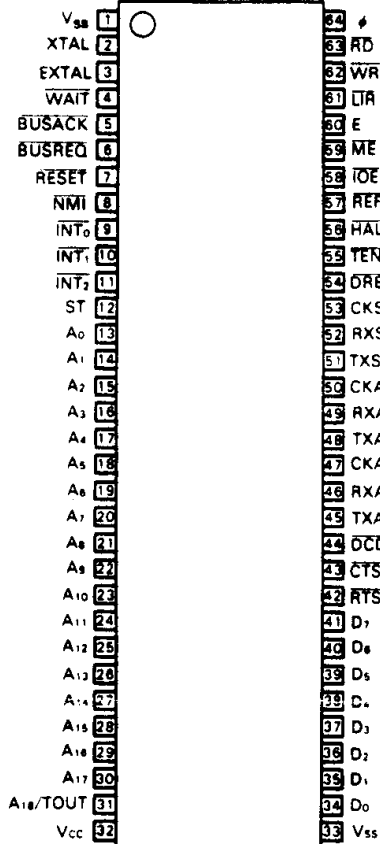 Vss 1 64 ϕ
XTAL 2 63 RD
EXTAL 3 62 WR
WAIT 4 61 LIR
BUSACK 5 60 E
BUSREQ 6 59 ME
RESET 7 58 IOE
NMI 8 57 REF
INT₀ 9 56 HAL
INT₁ 10 55 TEN
INT₂ 11 54 DRE
ST 12 53 CKS
A₀ 13 52 RXS
A₁ 14 51 TXS
A₂ 15 50 CKA
A₃ 16 49 RXA
A₄ 17 48 TXA
A₅ 18 47 CKA
A₆ 19 46 RXA
A₇ 20 45 TXA
A₈ 21 44 DCD
A₉ 22 43 CTS
A₁₀ 23 42 RTS
A₁₁ 24 41 D₇
A₁₂ 25 40 D₆
A₁₃ 26 39 D₅
A₁₄ 27 38 D₄
A₁₅ 28 37 D₃
A₁₆ 29 36 D₂
A₁₇ 30 35 D₁
A₁₈/TOUT 31 34 D₀
Vcc 32 33 Vss